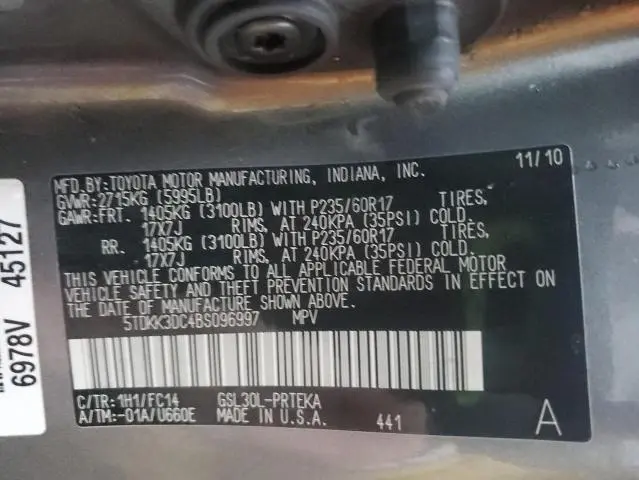 MFD.BY:TOYOTA MOTOR MANUFACTURING, INDIANA, INC. 11/10
GVWR:2715KG (5995LB)
GAWR:FRT. 1405KG (3100LB) WITH P235/60R17 TIRES,
17X7J RIMS, AT 240KPA (35PSI) COLD.
RR. 1405KG (3100LB) WITH P235/60R17 TIRES,
17X7J RIMS, AT 240KPA (35PSI) COLD.
THIS VEHICLE CONFORMS TO ALL APPLICABLE FEDERAL MOTOR
VEHICLE SAFETY AND THEFT PREVENTION STANDARDS IN EFFECT ON
THE DATE OF MANUFACTURE SHOWN ABOVE.
5TDKK3DC4BS096997 MPV
C/TR:1H1/FC14 GSL30L-PRTEKA
A/TM:-01A/U660E MADE IN U.S.A. 441 A
6978V 45127